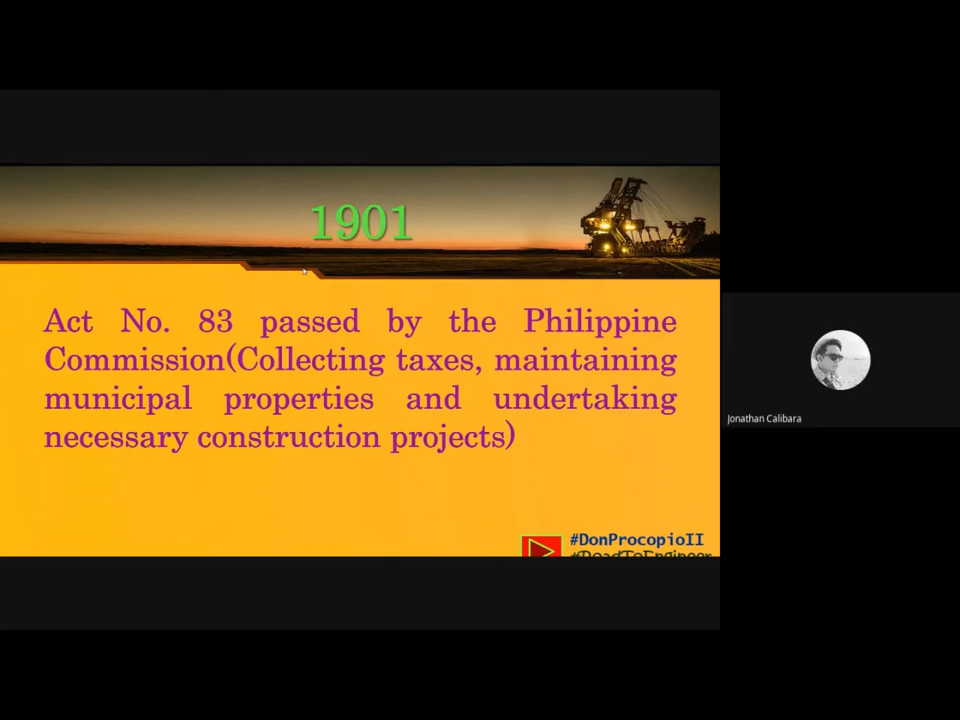 1901
Act No. 83 passed by the Philippine
Commission(Collecting taxes, maintaining
municipal properties and undertaking
necessary construction projects)
#DonProcopioII
#RoadToEngineer
Jonathan Calibara